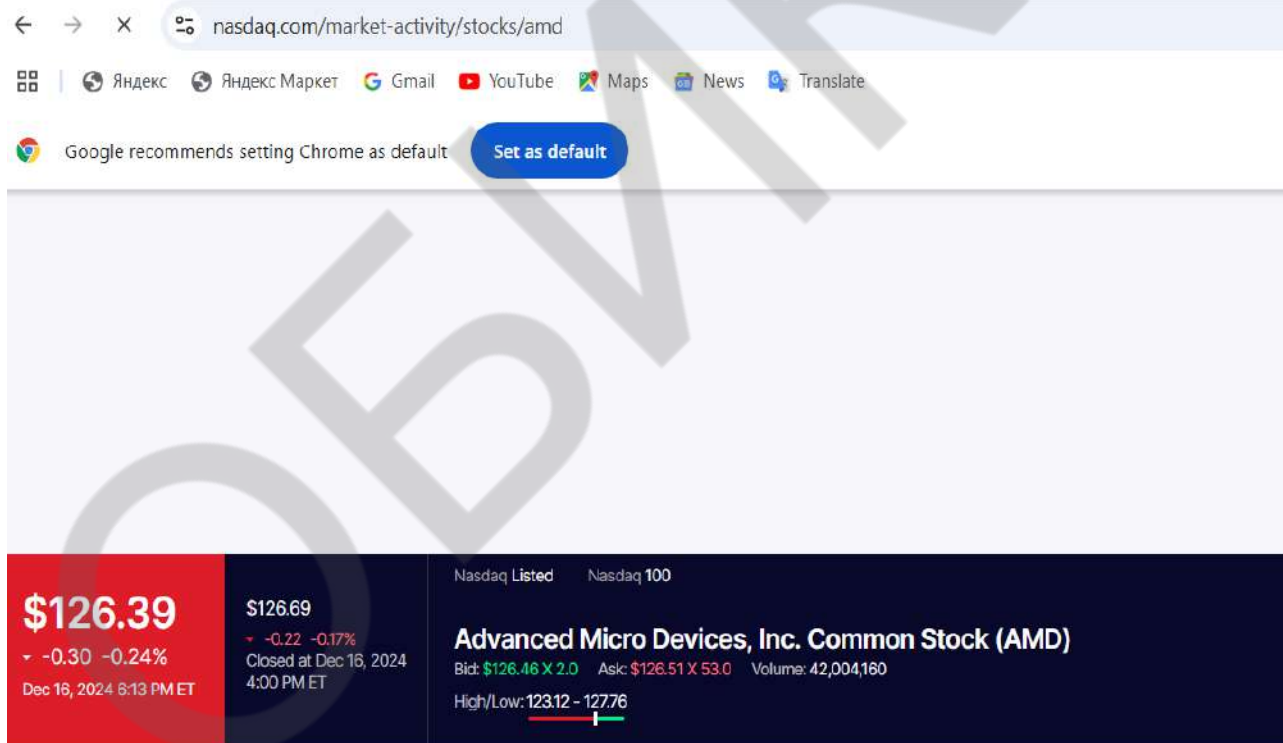 nasdaq.com/market-activity/stocks/amd
Яндекс Яндекс Маркет Gmail YouTube Maps News Translate
Google recommends setting Chrome as default Set as default
ОБИ
Nasdaq Listed Nasdaq 100
$126.39
-0.30 -0.24%
Dec 16, 2024 6:13 PM ET
$126.69
-0.22 -0.17%
Closed at Dec 16, 2024
4:00 PM ET
Advanced Micro Devices, Inc. Common Stock (AMD)
Bid: $126.46 X 2.0 Ask: $126.51 X 53.0 Volume: 42,004,160
High/Low: 123.12 - 127.76